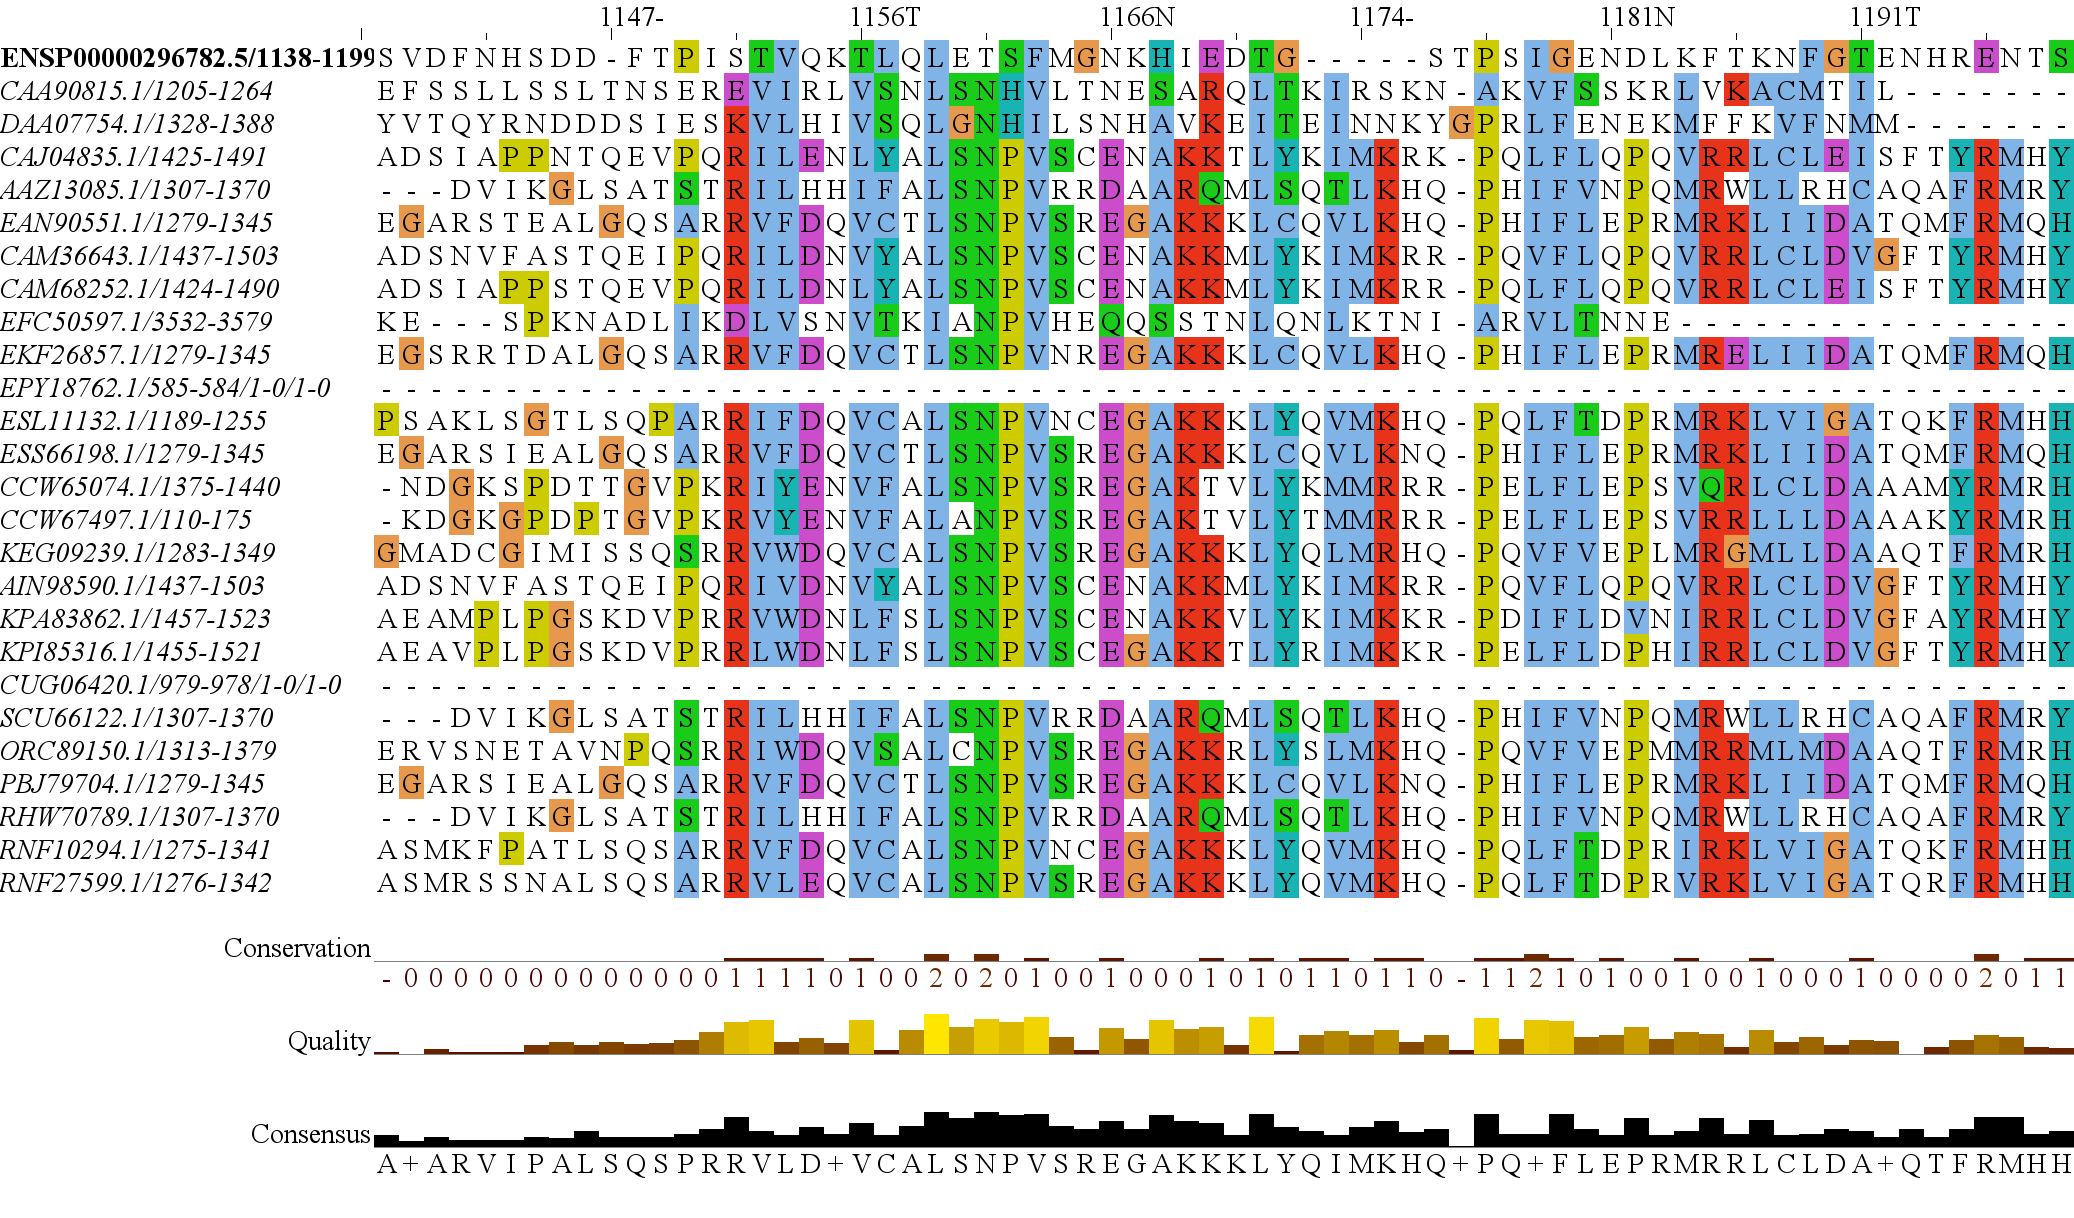 1147- 1156T 1166N 1174- 1181N 1191T
ENSP00000296782.5/1138-1199 SVDFNHSDD-FTPISTVQKTLQLETSFMGNKHIEDTG-----STPSIGENDLKFTKNFGTENHRENTS
CAA90815.1/1205-1264 EFSSLLSSLTNSEREVIRLVSNLSNHVLTNESARQLTKIRSKN-AKVFSSKRLVKACMTIL-------
DAA07754.1/1328-1388 YVTQYRNDDDSIESKVLHIVSQLGNHILSNHAVKEITEINNKYGPRLFENEKMFFKVFNMM-------
CAJ04835.1/1425-1491 ADSIAPPNTQEVPQRILENLYALSNPVSCENAKKTLYKIMKRK-PQLFLQPQVRRLCLEISFTYRMHY
AAZ13085.1/1307-1370 ---DVIKGLSATSTRILHHIFALSNPVRRDAARQMLSQTLKHQ-PHIFVNPQMRWLLRHCAQAFRMRY
EAN90551.1/1279-1345 EGARSTEALGQSARRVFDQVCTLSNPVSREGAKKKLCQVLKHQ-PHIFLEPRMRKLIIDATQMFRMQH
CAM36643.1/1437-1503 ADSNVFASTQEIPQRILDNVYALSNPVSCENAKKMLYKIMKRR-PQVFLQPQVRRLCLDVGFTYRMHY
CAM68252.1/1424-1490 ADSIAPPSTQEVPQRILDNLYALSNPVSCENAKKMLYKIMKRR-PQLFLQPQVRRLCLEISFTYRMHY
EFC50597.1/3532-3579 KE---SPKNADLIKDLVSNVTKIANPVHEQQSSTNLQNLKTNI-ARVLTNNE----------------
EKF26857.1/1279-1345 EGSRRTDALGQSARRVFDQVCTLSNPVNREGAKKKLCQVLKHQ-PHIFLEPRMRELIIDATQMFRMQH
EPY18762.1/585-584/1-0/1-0 --------------------------------------------------------------------
ESL11132.1/1189-1255 PSAKLSGTLSQPARRIFDQVCALSNPVNCEGAKKKLYQVMKHQ-PQLFTDPRMRKLVIGATQKFRMHH
ESS66198.1/1279-1345 EGARSIEALGQSARRVFDQVCTLSNPVSREGAKKKLCQVLKNQ-PHIFLEPRMRKLIIDATQMFRMQH
CCW65074.1/1375-1440 -NDGKSPDTTGVPKRIYENVFALSNPVSREGAKTVLYKMMRRR-PELFLEPSVQRLCLDAAAMYRMRH
CCW67497.1/110-175 -KDGKGPDPTGVPKRVYENVFALANPVSREGAKTVLYTMMRRR-PELFLEPSVRRLLLDAAAKYRMRH
KEG09239.1/1283-1349 GMADCGIMISSQSRRVWDQVCALSNPVSREGAKKKLYQLMRHQ-PQVFVEPLMRGMLLDAAQTFRMRH
AIN98590.1/1437-1503 ADSNVFASTQEIPQRIVDNVYALSNPVSCENAKKMLYKIMKRR-PQVFLQPQVRRLCLDVGFTYRMHY
KPA83862.1/1457-1523 AEAMPLPGSKDVPRRVWDNLFSLSNPVSCENAKKVLYKIMKKR-PDIFLDVNIRRLCLDVGFAYRMHY
KPI85316.1/1455-1521 AEAVPLPGSKDVPRRLWDNLFSLSNPVSCEGAKKTLYRIMKKR-PELFLDPHIRRLCLDVGFTYRMHY
CUG06420.1/979-978/1-0/1-0 --------------------------------------------------------------------
SCU66122.1/1307-1370 ---DVIKGLSATSTRILHHIFALSNPVRRDAARQMLSQTLKHQ-PHIFVNPQMRWLLRHCAQAFRMRY
ORC89150.1/1313-1379 ERVSNETAVNPQSRRIWDQVSALCNPVSREGAKKRLYSLMKHQ-PQVFVEPMMRRMLMDAAQTFRMRH
PBJ79704.1/1279-1345 EGARSIEALGQSARRVFDQVCTLSNPVSREGAKKKLCQVLKNQ-PHIFLEPRMRKLIIDATQMFRMQH
RHW70789.1/1307-1370 ---DVIKGLSATSTRILHHIFALSNPVRRDAARQMLSQTLKHQ-PHIFVNPQMRWLLRHCAQAFRMRY
RNF10294.1/1275-1341 ASMKFPATLSQSARRVFDQVCALSNPVNCEGAKKKLYQVMKHQ-PQLFTDPRIRKLVIGATQKFRMHH
RNF27599.1/1276-1342 ASMRSSNALSQSARRVLEQVCALSNPVSREGAKKKLYQVMKHQ-PQLFTDPRVRKLVIGATQRFRMHH
Conservation
-0000000000000111101002020100100010101101​10-112101001001000100002011
Quality
Consensus
A+ARVIPALSQSPRRVLD+VCALSNPVSREGAKKKLYQIMKHQ+PQ+FLEPRMRRLCLDA+QTFRMHH